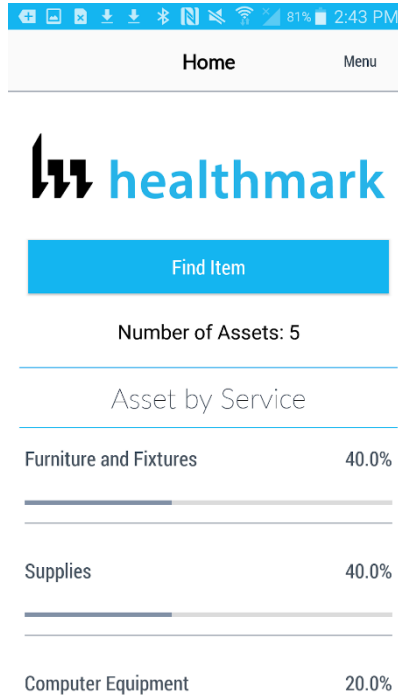 81% 2:43 PM
Home Menu
healthmark
Find Item
Number of Assets: 5
Asset by Service
Furniture and Fixtures 40.0%
Supplies 40.0%
Computer Equipment 20.0%